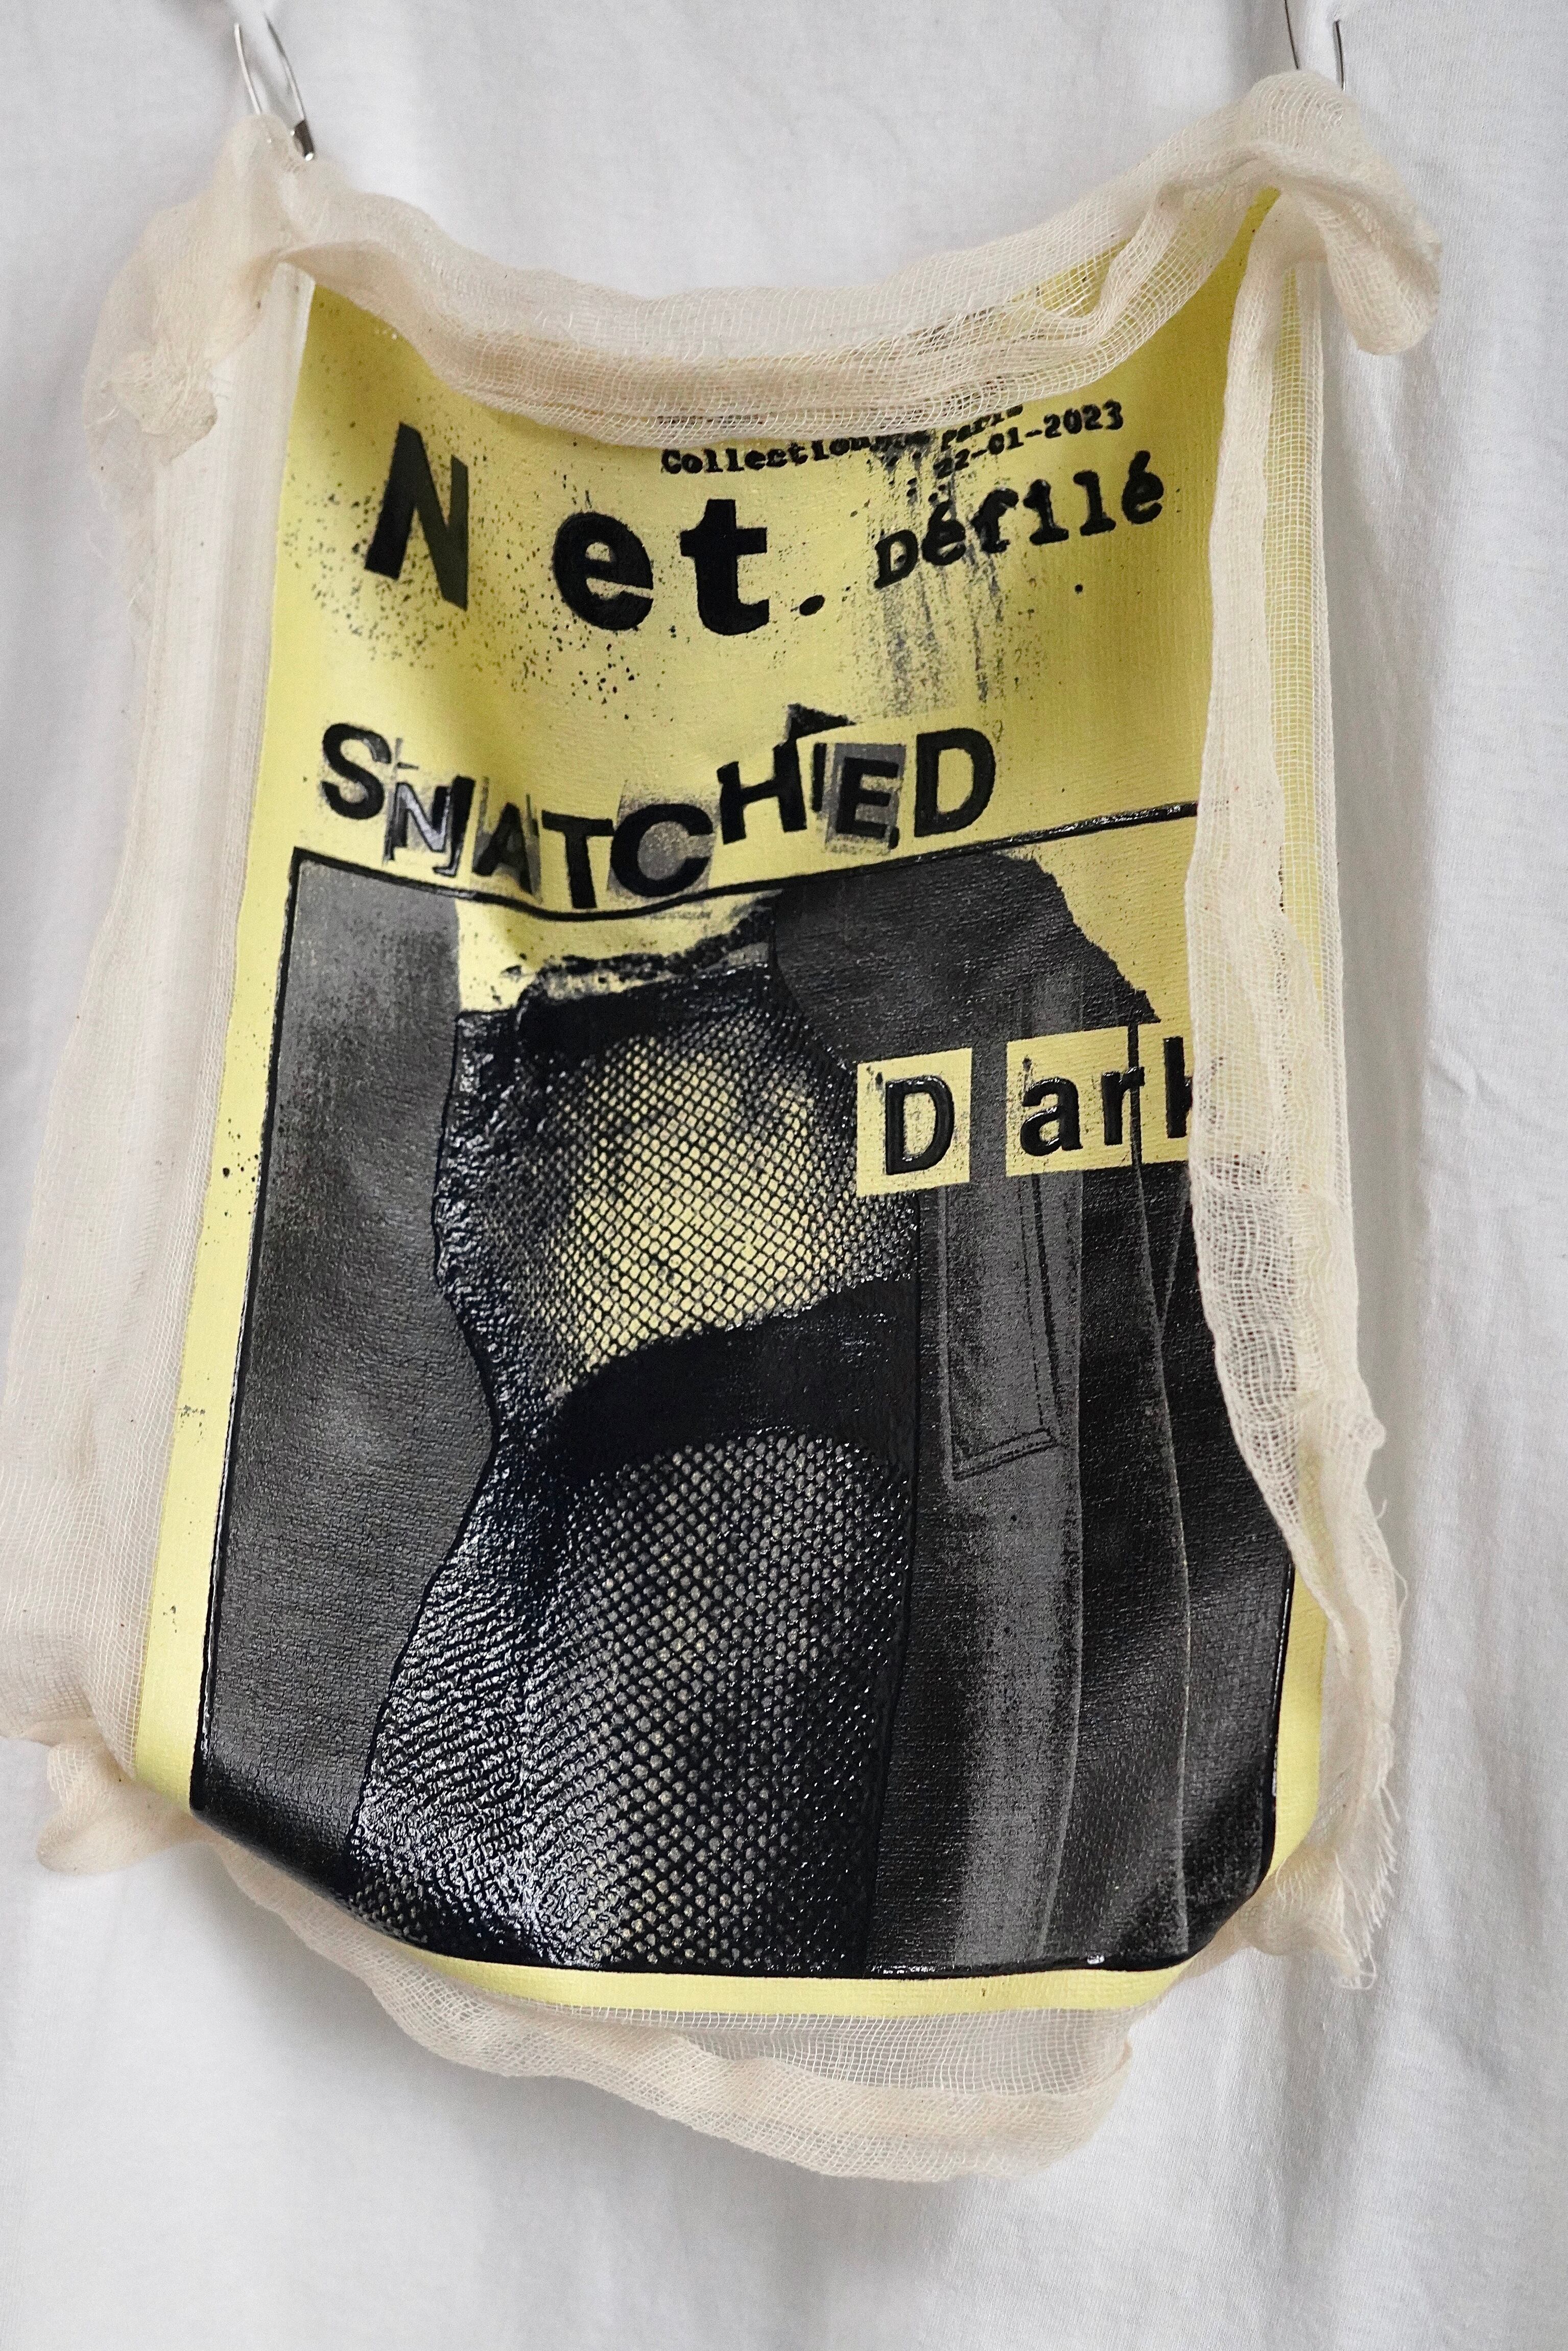 Collection
22-01-2023
Net. Défilé
SNATCHED
Dark